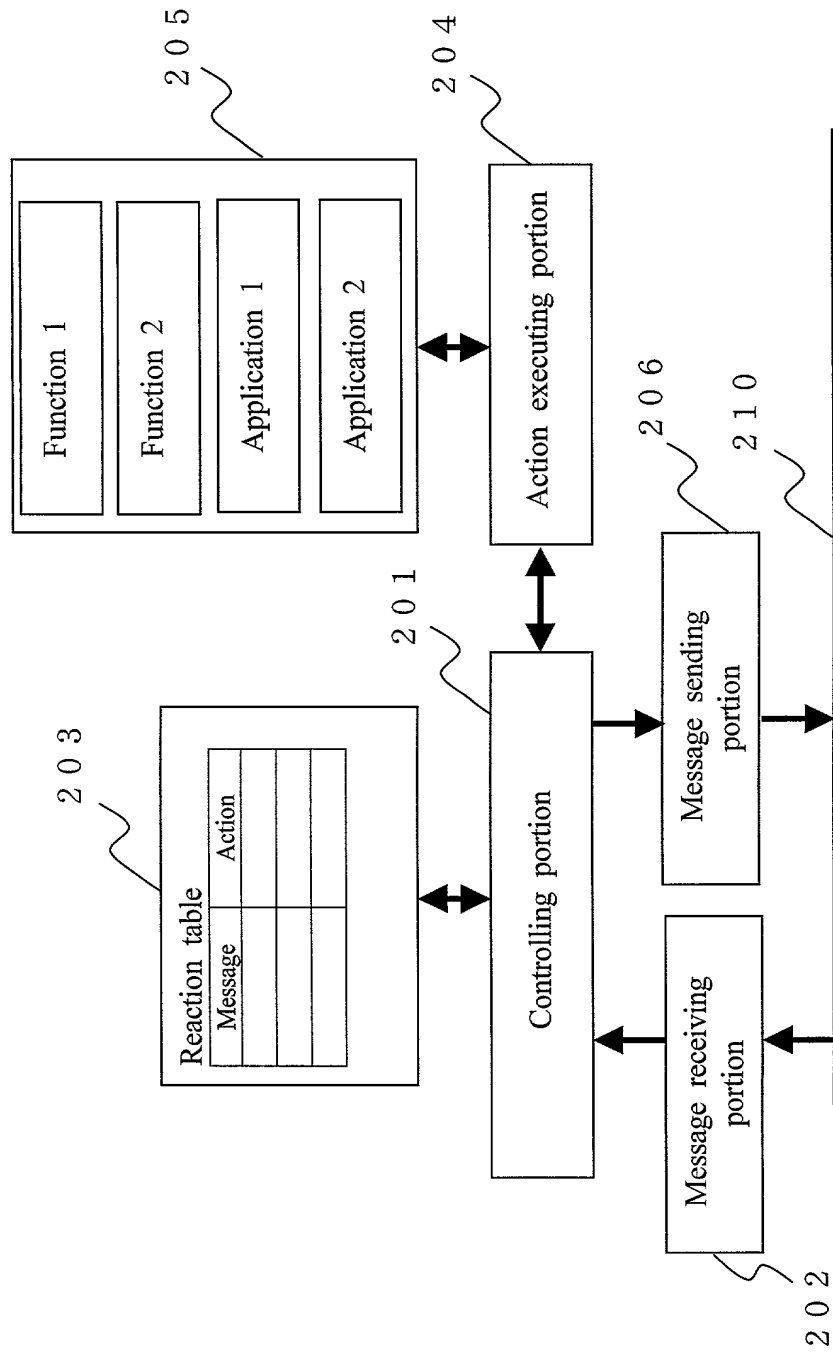 203
Reaction table
Message Action
205
Function 1
Function 2
Application 1
Application 2
201
204
Controlling portion
Action executing portion
202
Message receiving
portion
206
Message sending
portion
210